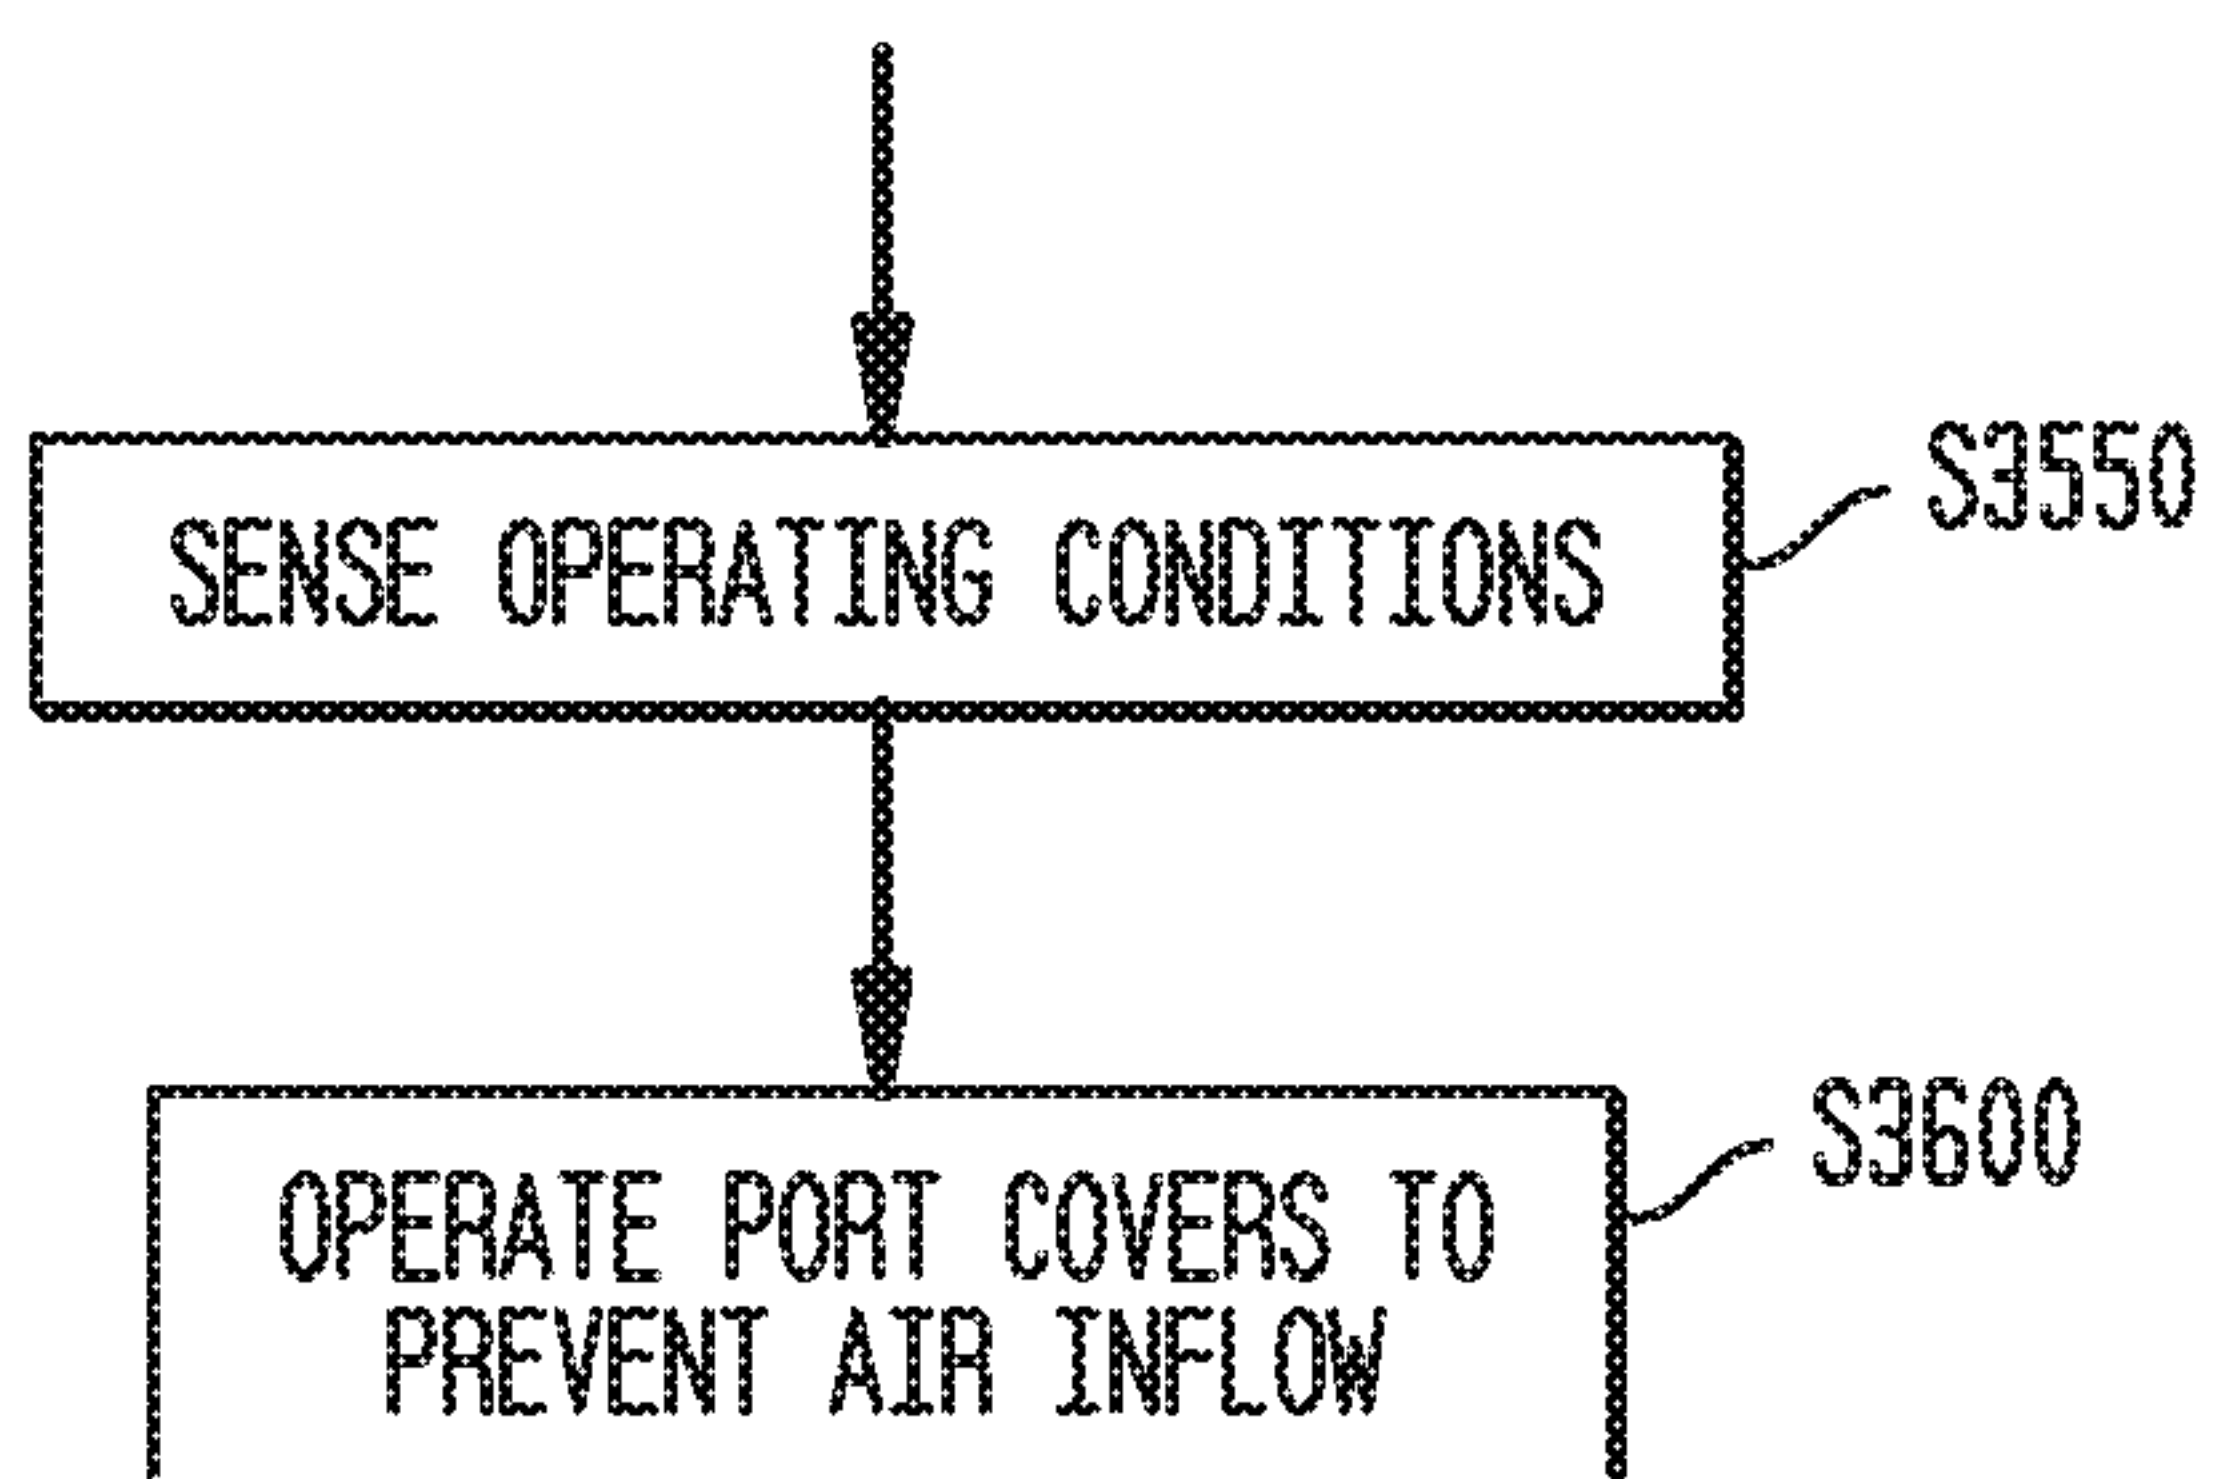 S3550
SENSE OPERATING CONDITIONS
S3600
OPERATE PORT COVERS TO
PREVENT AIR INFLOW